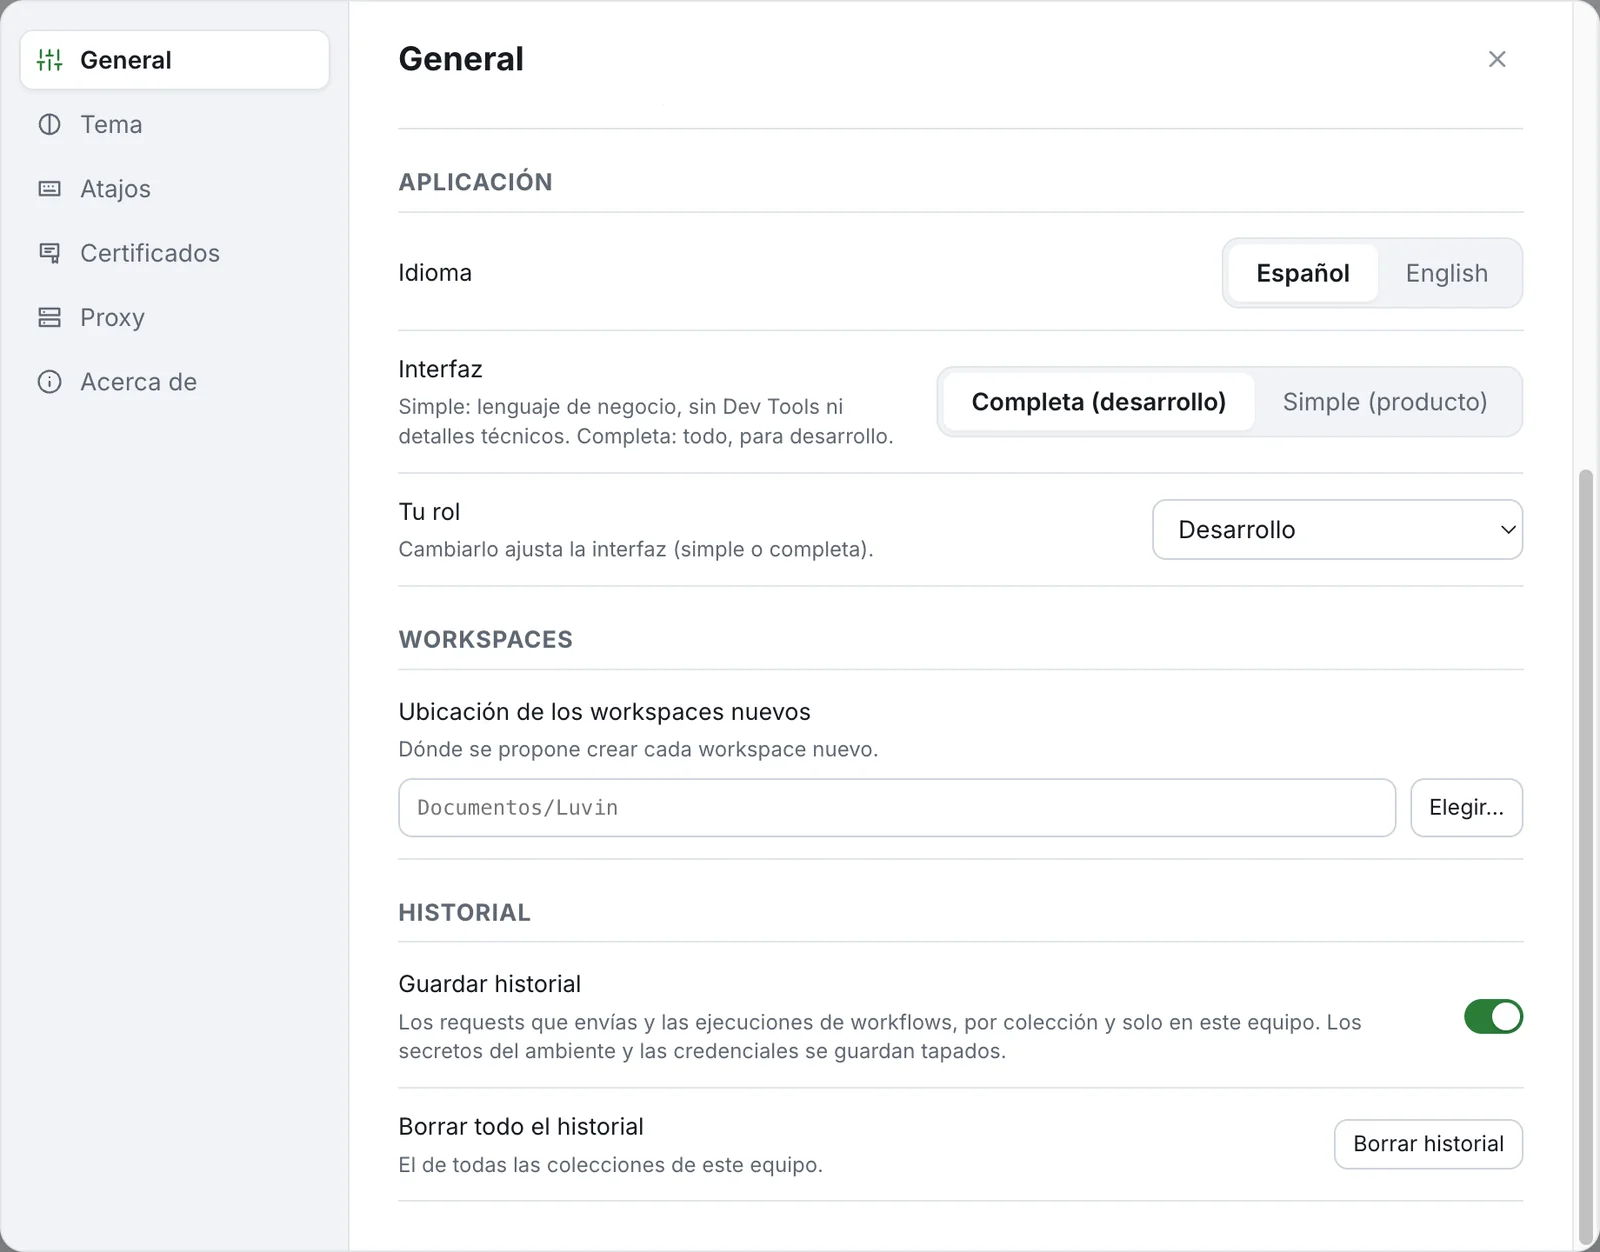 General
Tema
Atajos
Certificados
Proxy
Acerca de
General
APLICACIÓN
Idioma
Español
English
Interfaz
Simple: lenguaje de negocio, sin Dev Tools ni
detalles técnicos. Completa: todo, para desarrollo.
Completa (desarrollo)
Simple (producto)
Tu rol
Cambiarlo ajusta la interfaz (simple o completa).
Desarrollo
WORKSPACES
Ubicación de los workspaces nuevos
Dónde se propone crear cada workspace nuevo.
Documentos/Luvin
Elegir...
HISTORIAL
Guardar historial
Los requests que envías y las ejecuciones de workflows, por colección y solo en este equipo. Los
secretos del ambiente y las credenciales se guardan tapados.
Borrar todo el historial
El de todas las colecciones de este equipo.
Borrar historial